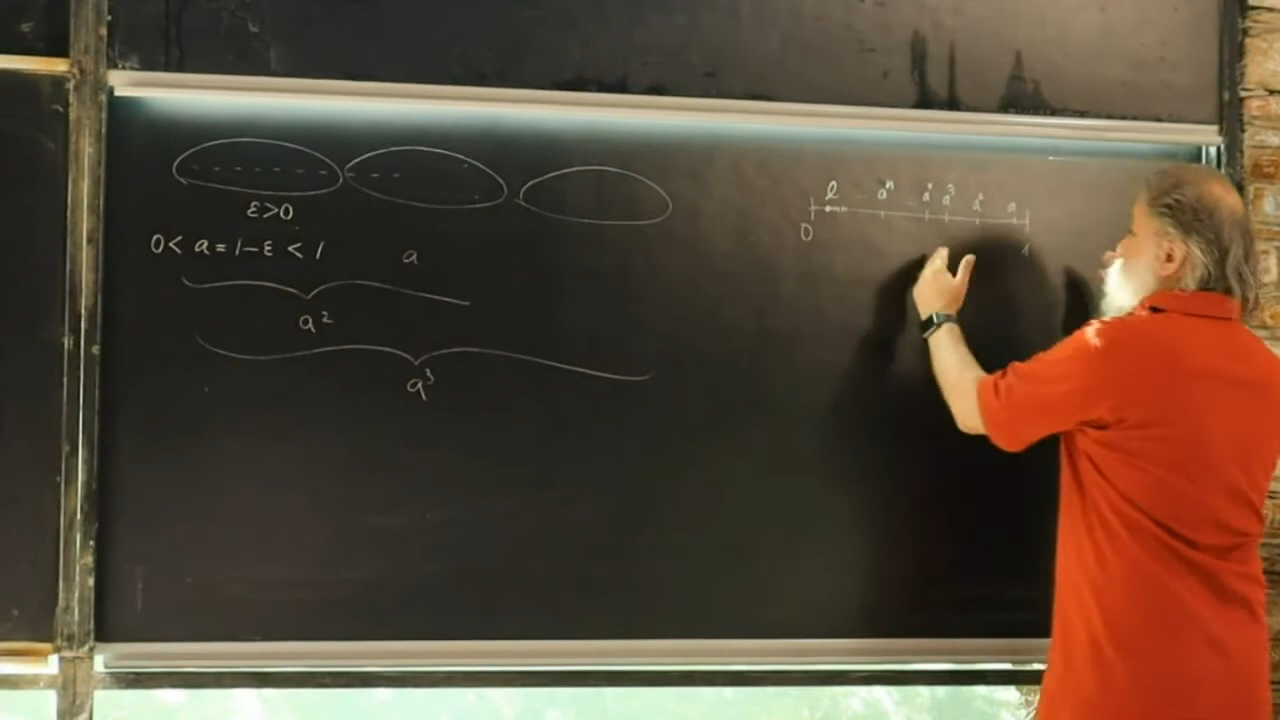 ε>0
0< a = 1-ε < 1
a
a²
a³
l - aⁿ - a⁴ a³ a² a
0 1